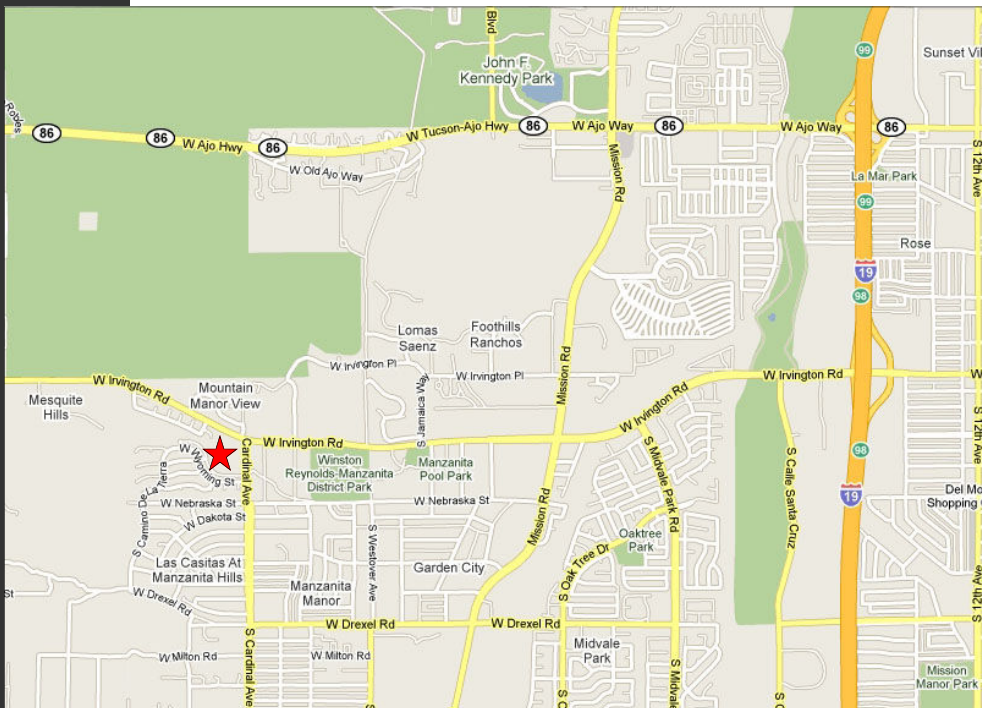 Blvd
99
Sunset Vil
John F.
Kennedy Park
Robles
86
86
W Ajo Hwy
86
W Tucson-Ajo Hwy
86
W Ajo Way
86
W Ajo Way
86
S 12th Ave
W Old Ajo Way
Mission Rd
La Mar Park
99
Rose
19
98
Lomas
Saenz
Foothills
Ranchos
W Irvington Pl
W Irvington Pl
W Irvington Rd
W
Mesquite
Hills
W Irvington Rd
Mountain
Manor View
S Jamaica Way
Mission Rd
W Irvington Rd
S 12th Ave
W Irvington Rd
Cardinal Ave
W Wyoming St
Winston
Reynolds-Manzanita
District Park
Manzanita
Pool Park
S Midvale Park Rd
98
19
S Camino De La Tierra
W Nebraska St
W Dakota St
W Nebraska St
Mission Rd
S Calle Santa Cruz
Del Mo
Shopping
S Westover Ave
Oaktree
Park
S Oak Tree Dr
Las Casitas At
Manzanita Hills
Garden City
Manzanita
Manor
St
W Drexel Rd
W Drexel Rd
W Drexel Rd
S 12th Ave
S Cardinal Ave
W Milton Rd
W Milton Rd
Midvale
Park
S Midvale
Mission
Manor Park
S C
S C